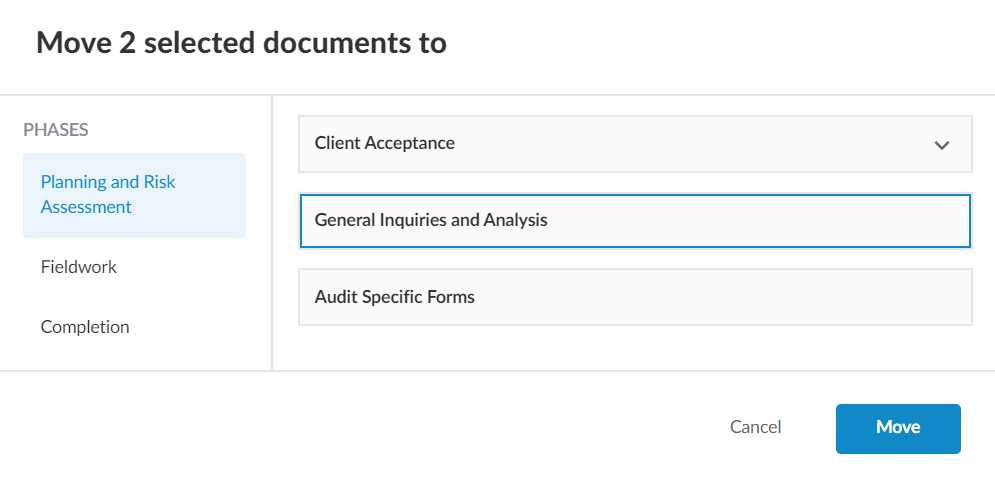 Move 2 selected documents to
PHASES
Planning and Risk
Assessment
Fieldwork
Completion
Client Acceptance
General Inquiries and Analysis
Audit Specific Forms
Cancel
Move